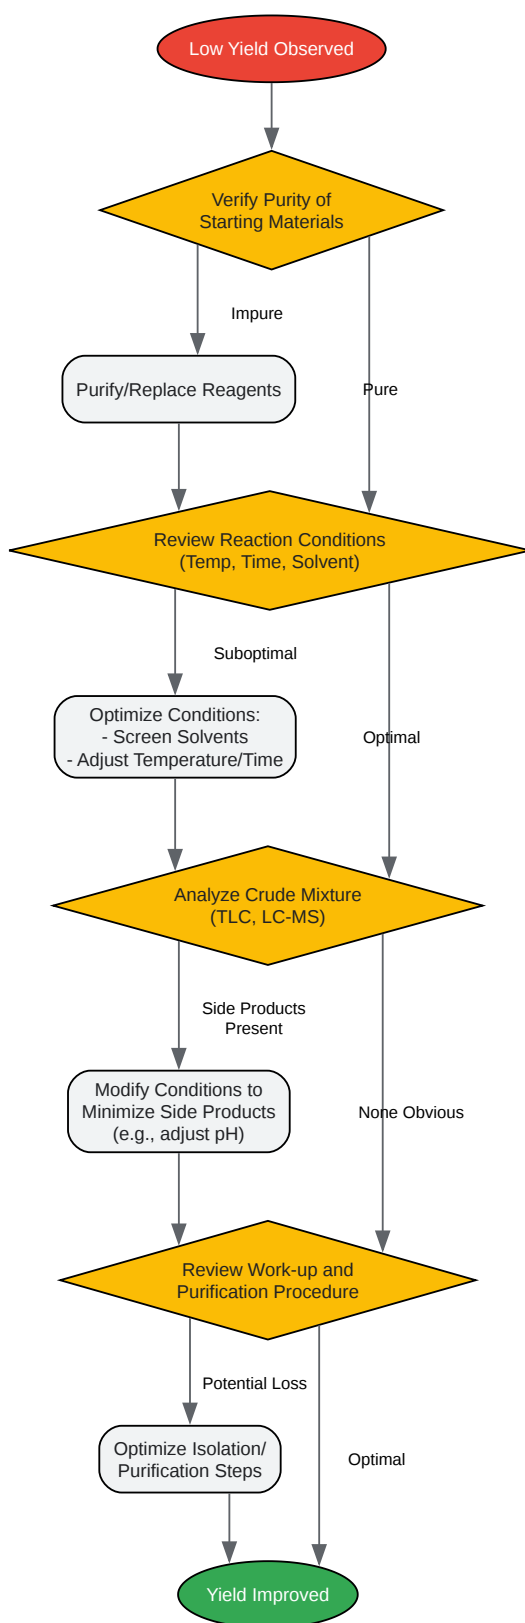 Low Yield Observed
Verify Purity of
Starting Materials
Impure
Purify/Replace Reagents
Pure
Review Reaction Conditions
(Temp, Time, Solvent)
Suboptimal
Optimize Conditions:
- Screen Solvents
- Adjust Temperature/Time
Optimal
Analyze Crude Mixture
(TLC, LC-MS)
Side Products
Present
Modify Conditions to
Minimize Side Products
(e.g., adjust pH)
None Obvious
Review Work-up and
Purification Procedure
Potential Loss
Optimize Isolation/
Purification Steps
Optimal
Yield Improved